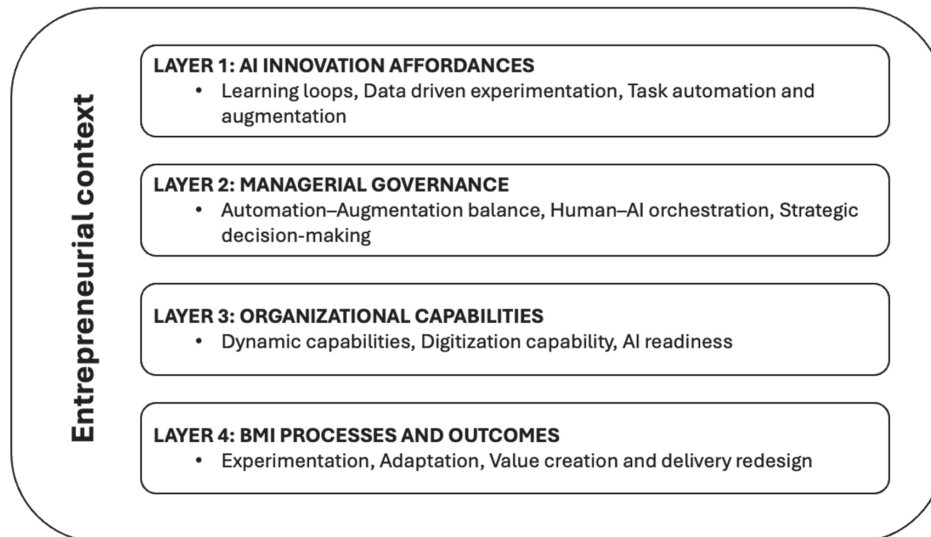 Entrepreneurial context
LAYER 1: AI INNOVATION AFFORDANCES
• Learning loops, Data driven experimentation, Task automation and
augmentation
LAYER 2: MANAGERIAL GOVERNANCE
• Automation–Augmentation balance, Human–AI orchestration, Strategic
decision-making
LAYER 3: ORGANIZATIONAL CAPABILITIES
• Dynamic capabilities, Digitization capability, AI readiness
LAYER 4: BMI PROCESSES AND OUTCOMES
• Experimentation, Adaptation, Value creation and delivery redesign